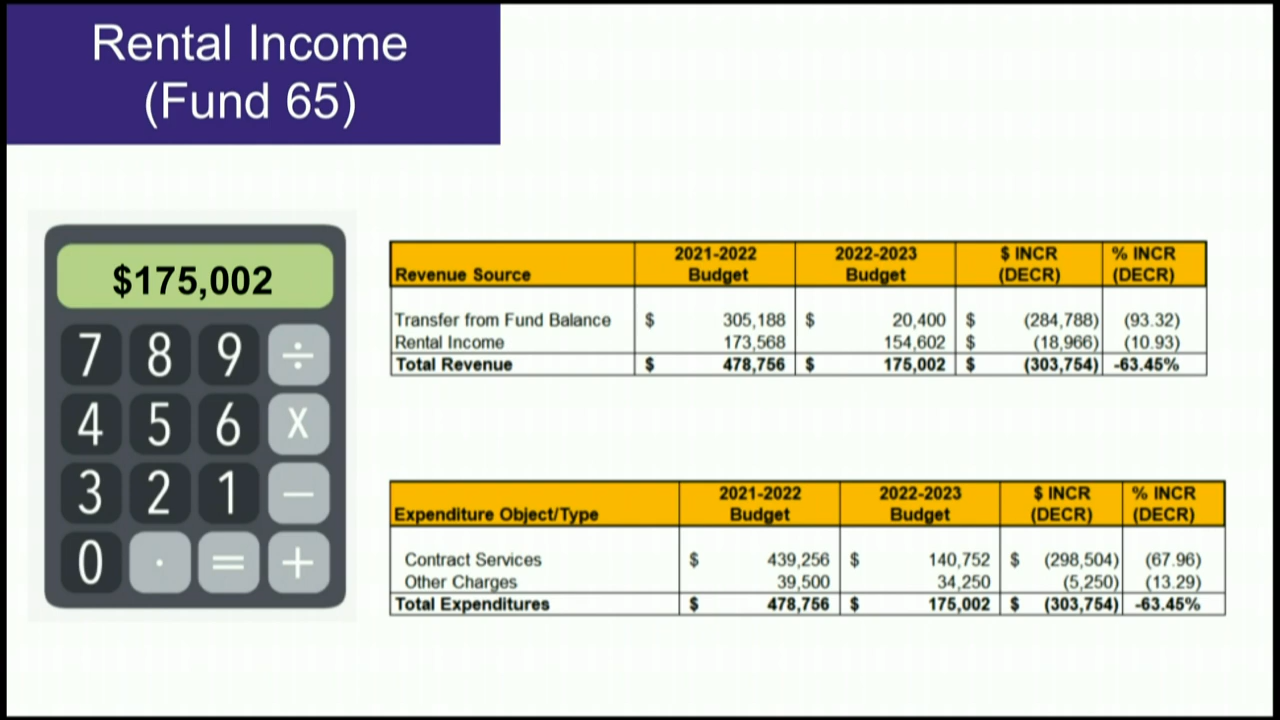 Rental Income
(Fund 65)
$175,002
7 8 9 ÷
4 5 6 X
3 2 1 −
0 . = +
Revenue Source 2021-2022 Budget 2022-2023 Budget $ INCR (DECR) % INCR (DECR)
Transfer from Fund Balance $ 305,188 $ 20,400 $ (284,788) (93.32)
Rental Income 173,568 154,602 $ (18,966) (10.93)
Total Revenue $ 478,756 $ 175,002 $ (303,754) -63.45%
Expenditure Object/Type 2021-2022 Budget 2022-2023 Budget $ INCR (DECR) % INCR (DECR)
Contract Services $ 439,256 $ 140,752 $ (298,504) (67.96)
Other Charges 39,500 34,250 (5,250) (13.29)
Total Expenditures $ 478,756 $ 175,002 $ (303,754) -63.45%